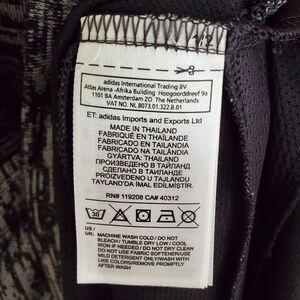 adidas International Trading BV
Atlas Arena -Afrika Building Hoogoorddreef 9a
1101 BA Amsterdam ZO The Netherlands
VAT NO. NL 8073.01.322.B.01
ET: adidas Imports and Exports Ltd
MADE IN THAILAND
FABRIQUÉ EN THAÏLANDE
FABRICADO EN TAILANDIA
FABRICADO NA TAILÂNDIA
GYÁRTVA: THAILAND
ПРОИЗВЕДЕНО В ТАЙЛАНД
СДЕЛАНО В ТАИЛАНДЕ
PROIZVEDENO U TAJLANDU
TAYLAND'DA İMAL EDİLMİŞTİR.
RN# 119208 CA# 40312
30
US /
UK: MACHINE WASH COLD / DO NOT
BLEACH / TUMBLE DRY LOW / COOL
IRON IF NEEDED / DO NOT DRY CLEAN
DO NOT USE FABRIC SOFTENER/USE
MILD DETERGENT ONLY/WASH WITH
LIKE COLORS/REMOVE PROMPTLY
AFTER WASH